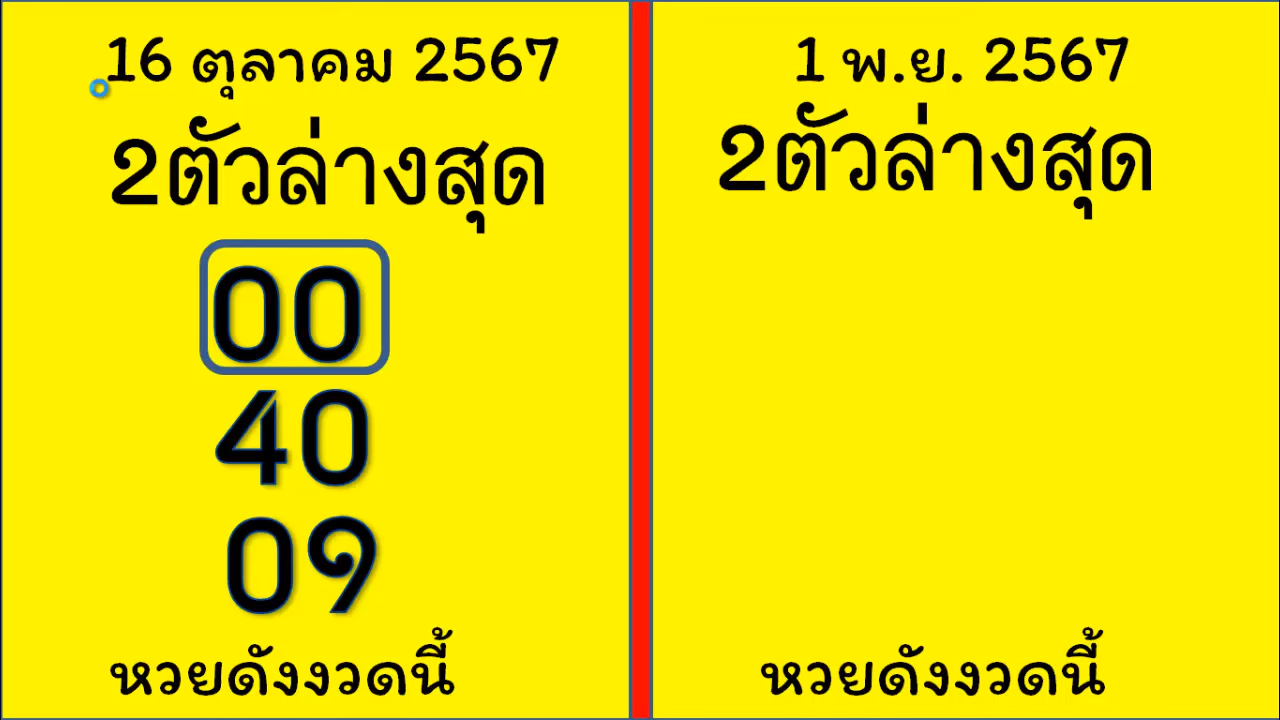 16 ตุลาคม 2567
2ตัวล่างสุด
00
40
09
หวยดังงวดนี้
1 พ.ย. 2567
2ตัวล่างสุด
หวยดังงวดนี้